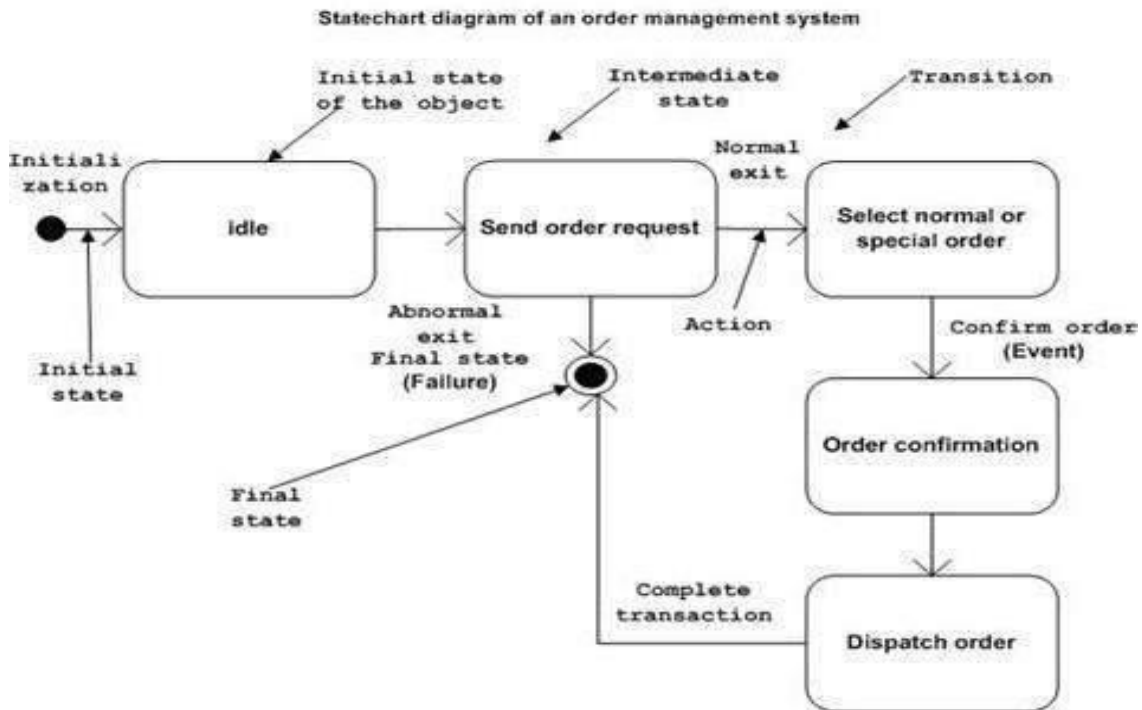 Statechart diagram of an order management system
Initial state
of the object
Intermediate
state
Transition
Initiali
zation
Normal
exit
idle
Send order request
Select normal or
special order
Initial
state
Abnormal
exit
Final state
(Failure)
Action
Confirm order
(Event)
Order confirmation
Final
state
Complete
transaction
Dispatch order